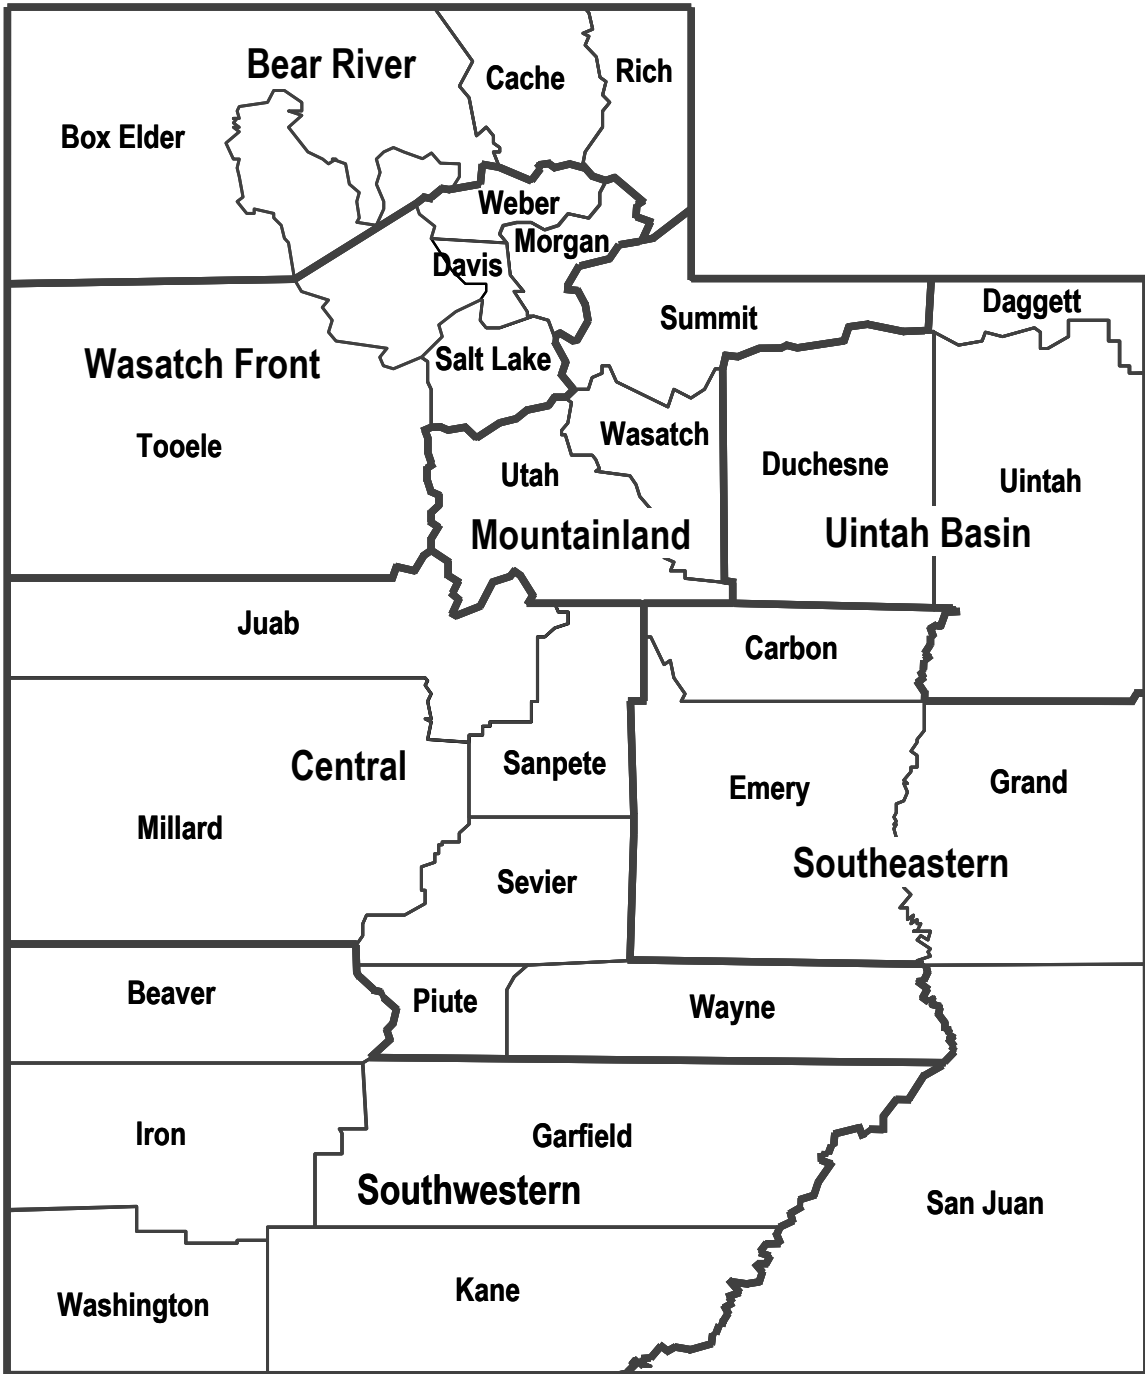 Bear River
Cache
Rich
Box Elder
Weber
Morgan
Davis
Daggett
Summit
Wasatch Front
Salt Lake
Tooele
Wasatch
Utah
Duchesne
Uintah
Mountainland
Uintah Basin
Juab
Carbon
Central
Sanpete
Emery
Grand
Millard
Southeastern
Sevier
Beaver
Piute
Wayne
Iron
Garfield
Southwestern
San Juan
Washington
Kane